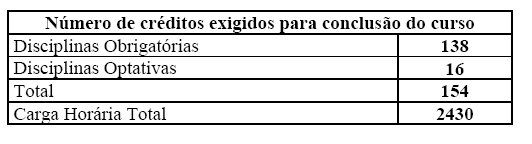 Número de créditos exigidos para conclusão do curso
Disciplinas Obrigatórias 138
Disciplinas Optativas 16
Total 154
Carga Horária Total 2430